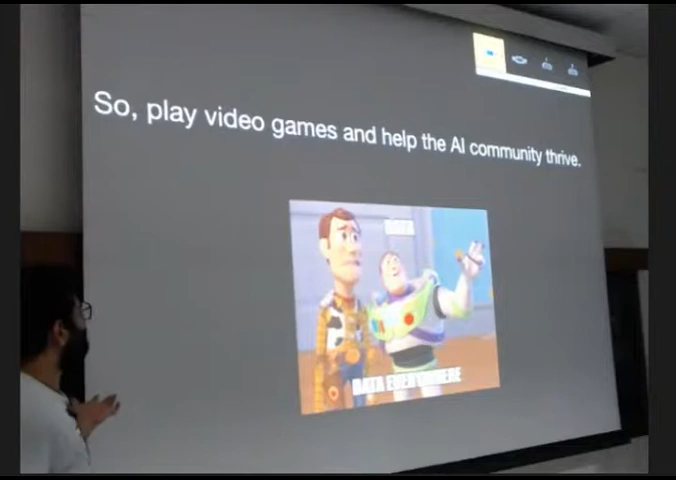 So, play video games and help the AI community thrive.
DATA
DATA EVERYWHERE